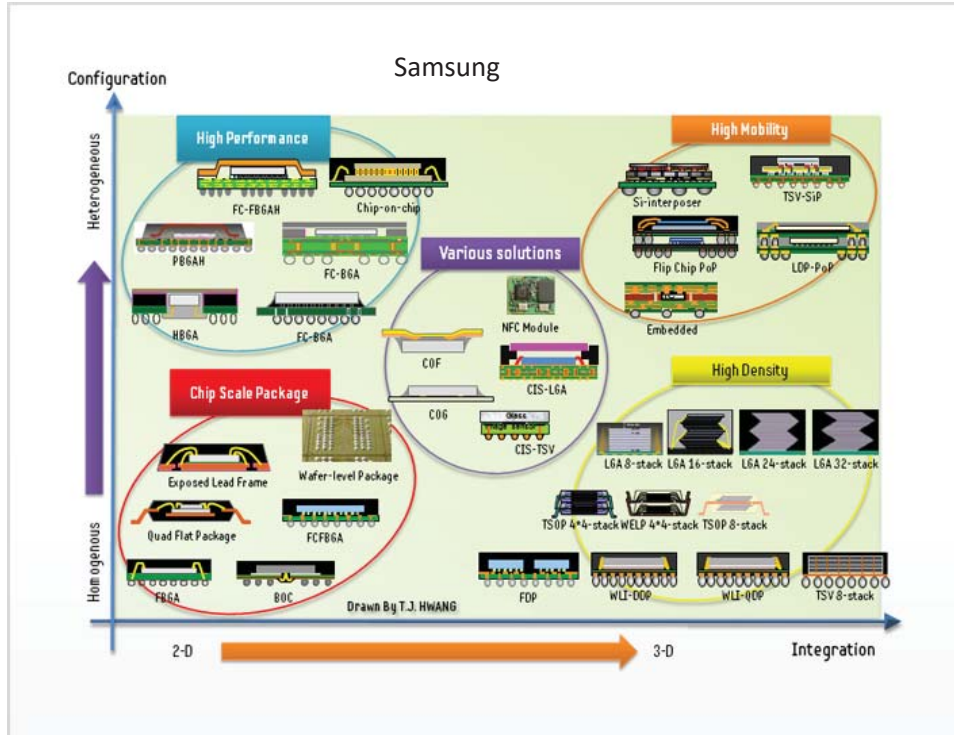 Samsung
Configuration
Heterogeneous
Homogenous
High Performance
FC-FBGAH
Chip-on-chip
PBGAH
FC-BGA
HBGA
FC-BGA
High Mobility
Si-interposer
TSV-SiP
Flip Chip PoP
LDP-PoP
Embedded
Various solutions
NFC Module
COF
CIS-LGA
COG
Glass
Image Sensor
CIS-TSV
Chip Scale Package
Exposed Lead Frame
Wafer-level Package
Quad Flat Package
FCFBGA
FBGA
BOC
High Density
LGA 8-stack
LGA 16-stack
LGA 24-stack
LGA 32-stack
TSOP 4*4-stack
WELP 4*4-stack
TSOP 8-stack
FDP
WLI-DDP
WLI-QDP
TSV 8-stack
Drawn By T.J. HWANG
2-D
3-D
Integration